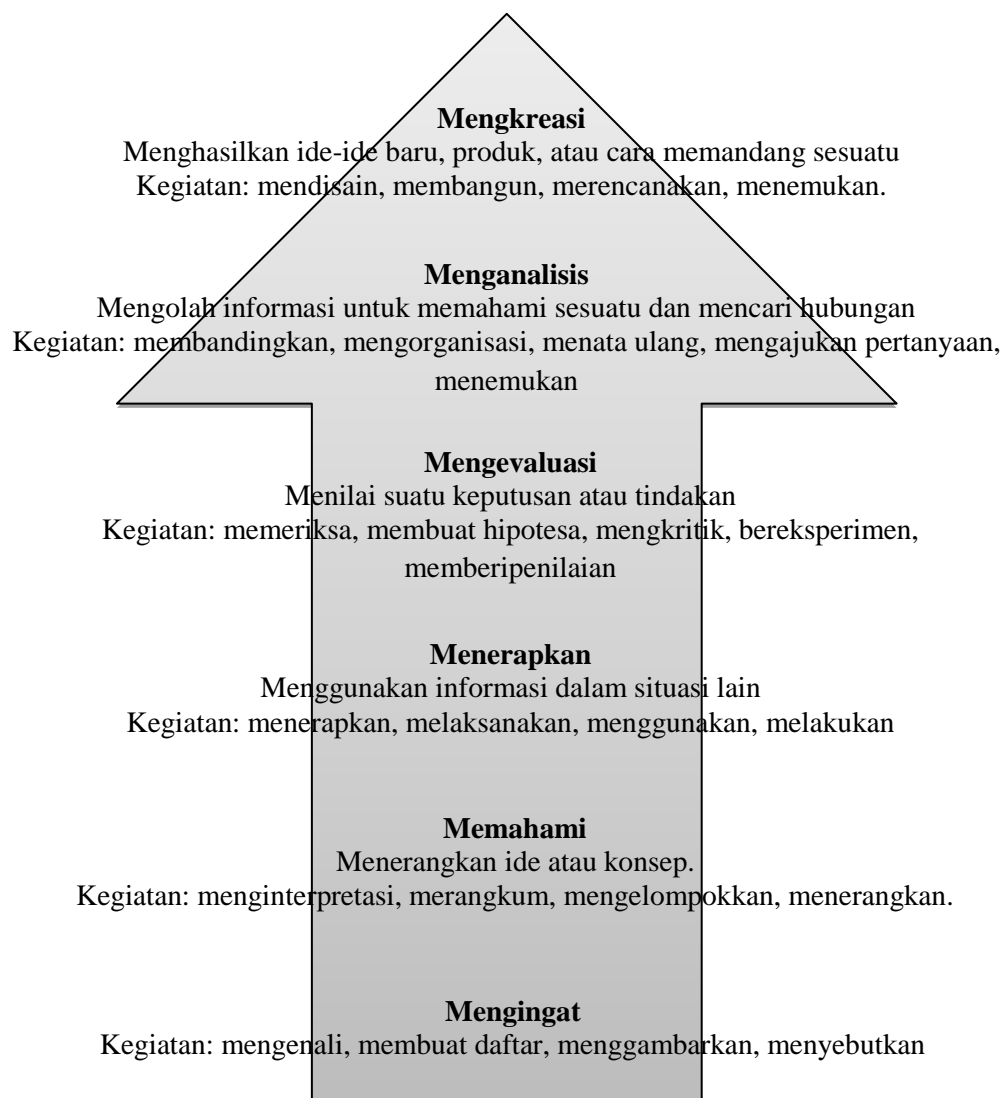 Mengkreasi
Menghasilkan ide-ide baru, produk, atau cara memandang sesuatu
Kegiatan: mendisain, membangun, merencanakan, menemukan.
Menganalisis
Mengolah informasi untuk memahami sesuatu dan mencari hubungan
Kegiatan: membandingkan, mengorganisasi, menata ulang, mengajukan pertanyaan,
menemukan
Mengevaluasi
Menilai suatu keputusan atau tindakan
Kegiatan: memeriksa, membuat hipotesa, mengkritik, bereksperimen,
memberipenilaian
Menerapkan
Menggunakan informasi dalam situasi lain
Kegiatan: menerapkan, melaksanakan, menggunakan, melakukan
Memahami
Menerangkan ide atau konsep.
Kegiatan: menginterpretasi, merangkum, mengelompokkan, menerangkan.
Mengingat
Kegiatan: mengenali, membuat daftar, menggambarkan, menyebutkan